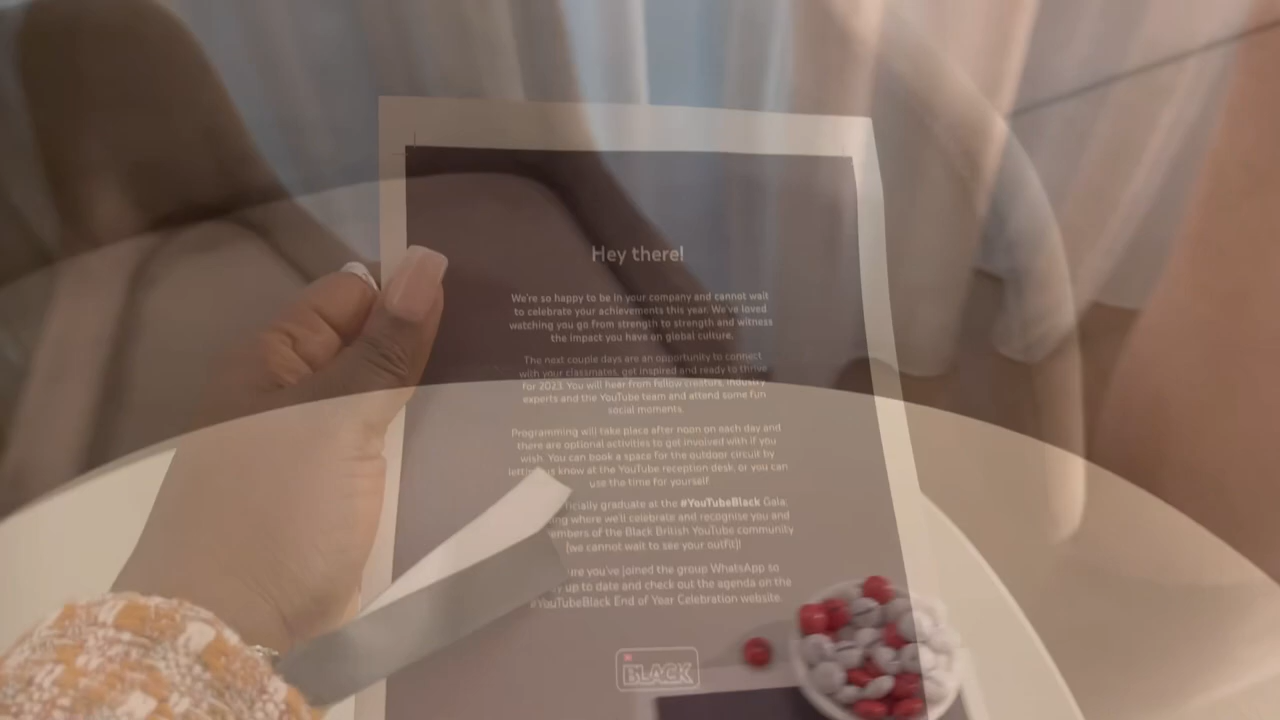 Hey there!
We're so happy to be in your company and cannot wait
to celebrate your achievements this year. We've loved
watching you go from strength to strength and witness
the impact you have on global culture.
The next couple days are an opportunity to connect
with your classmates, get inspired and ready to thrive
for 2023. You will hear from fellow creators, industry
experts and the YouTube team and attend some fun
social moments.
Programming will take place after noon on each day and
there are optional activities to get involved with if you
wish. You can book a space for the outdoor circuit by
letting us know at the YouTube reception desk, or you can
use the time for yourself.
graduate at the #YouTubeBlack Gala
where we'll celebrate and recognise you and
members of the Black British YouTube community
(we cannot wait to see your outfit)!
you've joined the group WhatsApp so
up to date and check out the agenda on the
#YouTubeBlack End of Year Celebration website.
BLACK